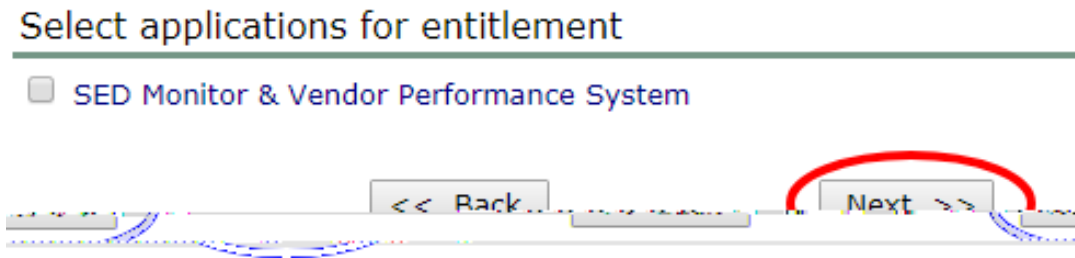 Select applications for entitlement
SED Monitor & Vendor Performance System
<< Back Next >>